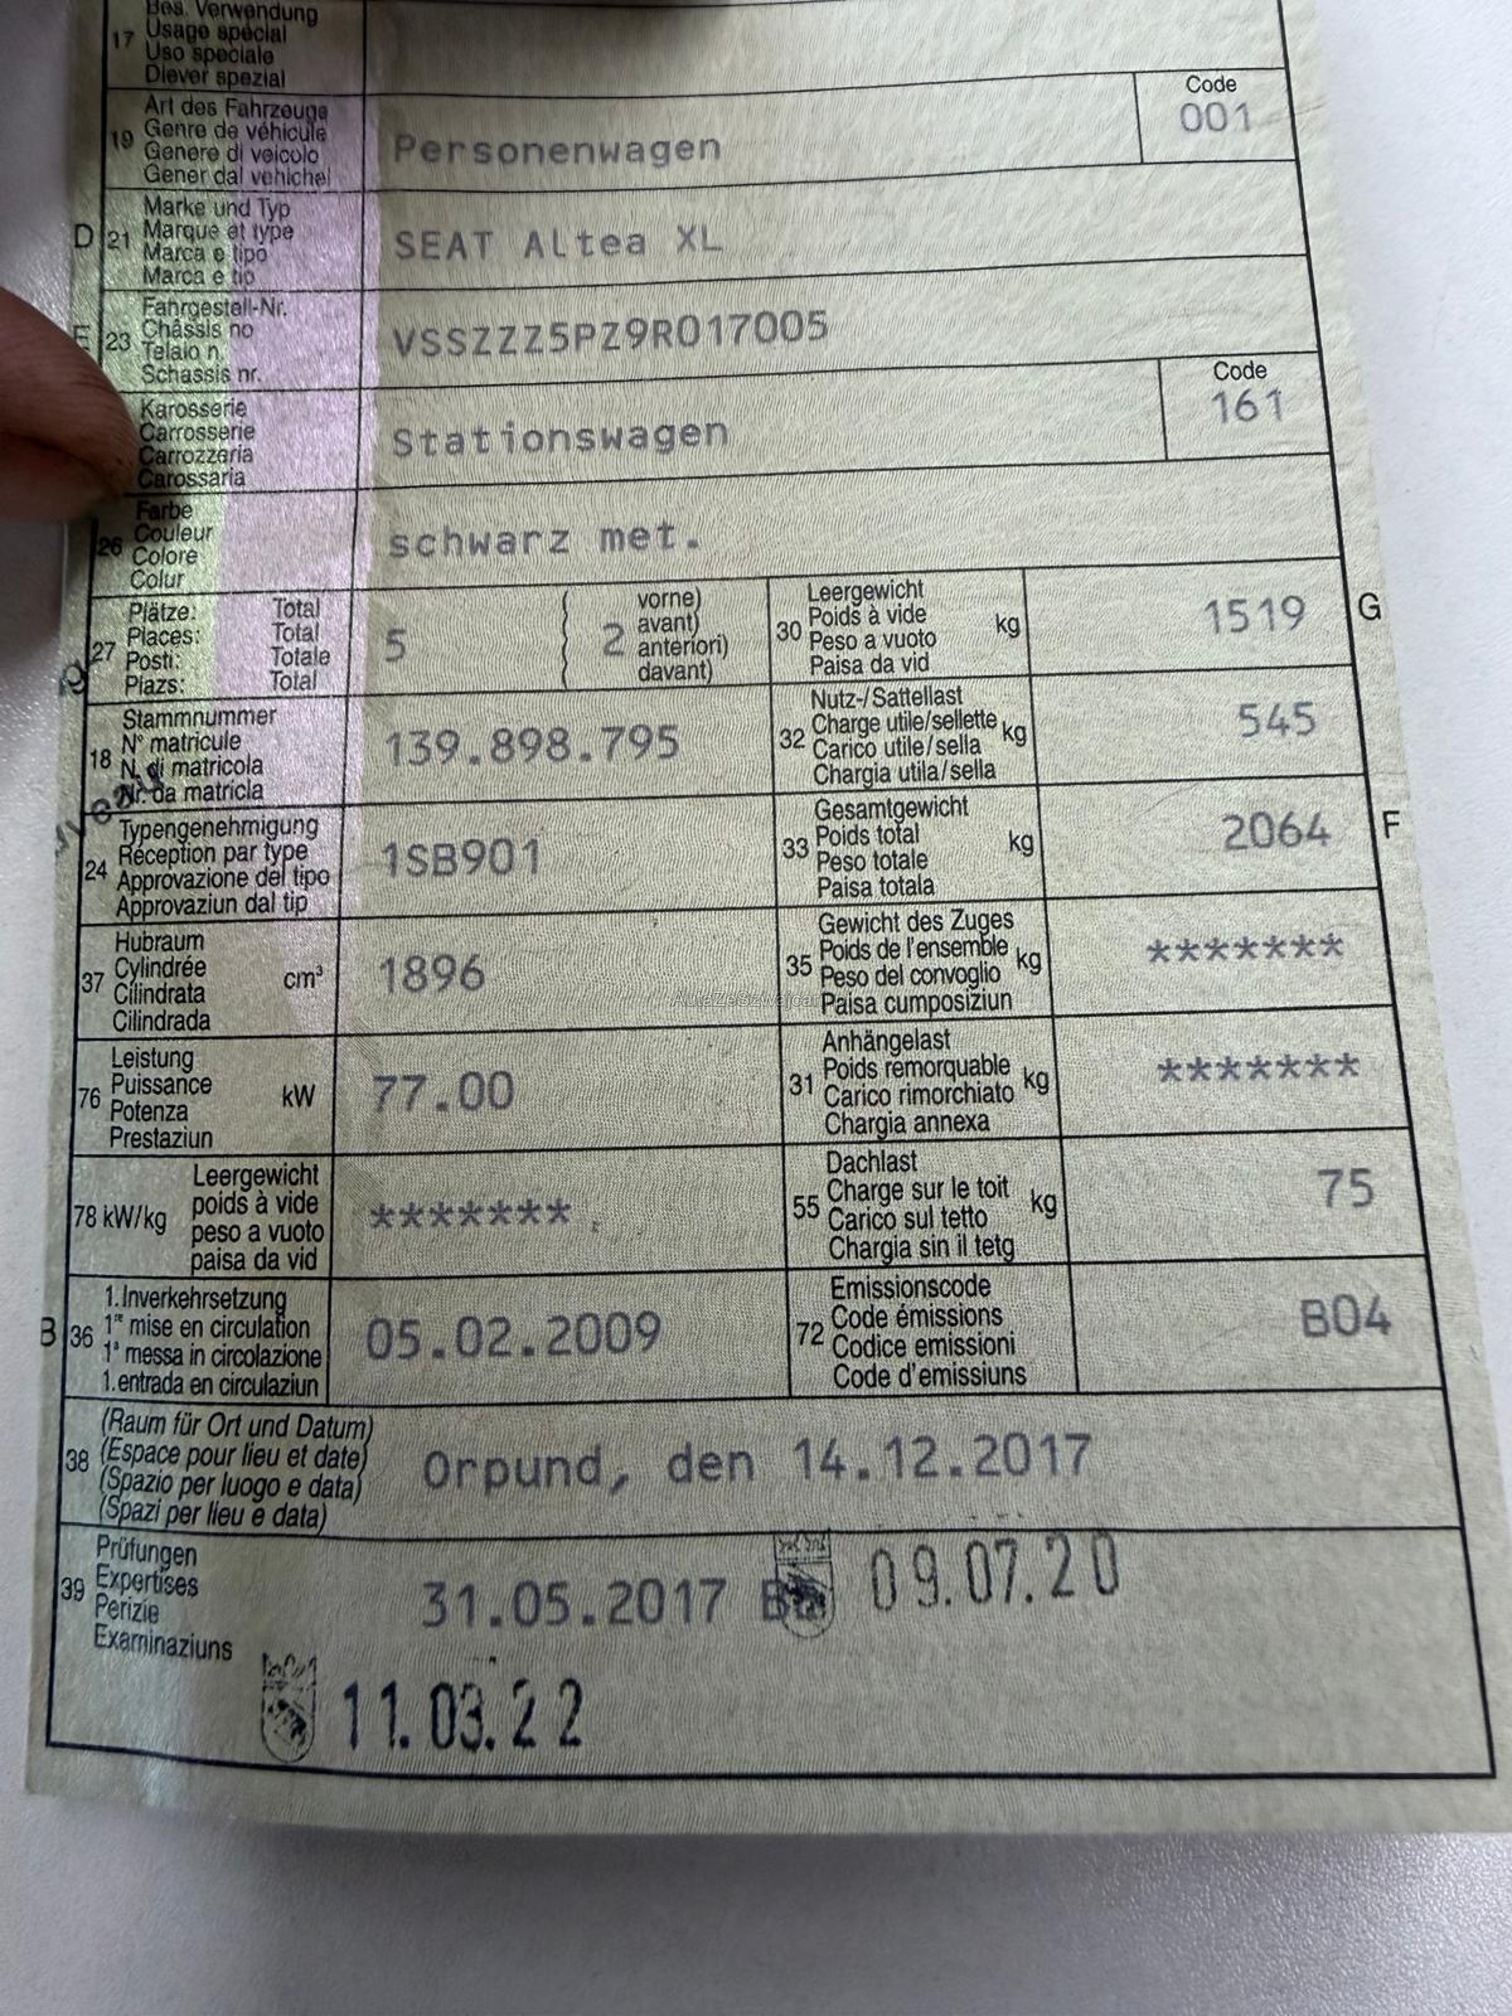 Bes. Verwendung
17 Usage spécial
Uso speciale
Diever spezial
Art des Fahrzeugs
19 Genre de véhicule
Genere di veicolo
Gener dal vehichel
Personenwagen
Code
001
Marke und Typ
D 21 Marque et type
Marca e tipo
Marca e tip
SEAT Altea XL
Fahrgestell-Nr.
E 23 Châssis no
Telaio n.
Schassis nr.
VSSZZZ5PZ9R017005
Karosserie
Carrosserie
Carrozzeria
Carossaria
Stationswagen
Code
161
Farbe
26 Couleur
Colore
Colur
schwarz met.
Plätze: Total
27 Places: Total
Posti: Totale
Plazs: Total
5
2
vorne)
avant)
anteriori)
davant)
Leergewicht
30 Poids à vide kg
Peso a vuoto
Paisa da vid
1519 G
Stammnummer
18 N° matricule
N. di matricola
Nr. da matricla
139.898.795
Nutz-/Sattellast
32 Charge utile/sellette kg
Carico utile/sella
Chargia utila/sella
545
Typengenehmigung
24 Réception par type
Approvazione del tipo
Approvaziun dal tip
1SB901
Gesamtgewicht
33 Poids total kg
Peso totale
Paisa totala
2064 F
Hubraum
37 Cylindrée cm³
Cilindrata
Cilindrada
1896
Gewicht des Zuges
35 Poids de l'ensemble kg
Peso del convoglio
Paisa cumposiziun
*******
Leistung
76 Puissance kW
Potenza
Prestaziun
77.00
Anhängelast
31 Poids remorquable kg
Carico rimorchiato
Chargia annexa
*******
78 kW/kg
Leergewicht
poids à vide
peso a vuoto
paisa da vid
*******
Dachlast
55 Charge sur le toit kg
Carico sul tetto
Chargia sin il tetg
75
1. Inverkehrsetzung
B 36 1re mise en circulation
1a messa in circolazione
1. entrada en circulaziun
05.02.2009
Emissionscode
72 Code émissions
Codice emissioni
Code d'emissiuns
B04
(Raum für Ort und Datum)
38 (Espace pour lieu et date)
(Spazio per luogo e data)
(Spazi per lieu e data)
Orpund, den 14.12.2017
Prüfungen
39 Expertises
Perizie
Examinaziuns
31.05.2017
09.07.20
11.03.22